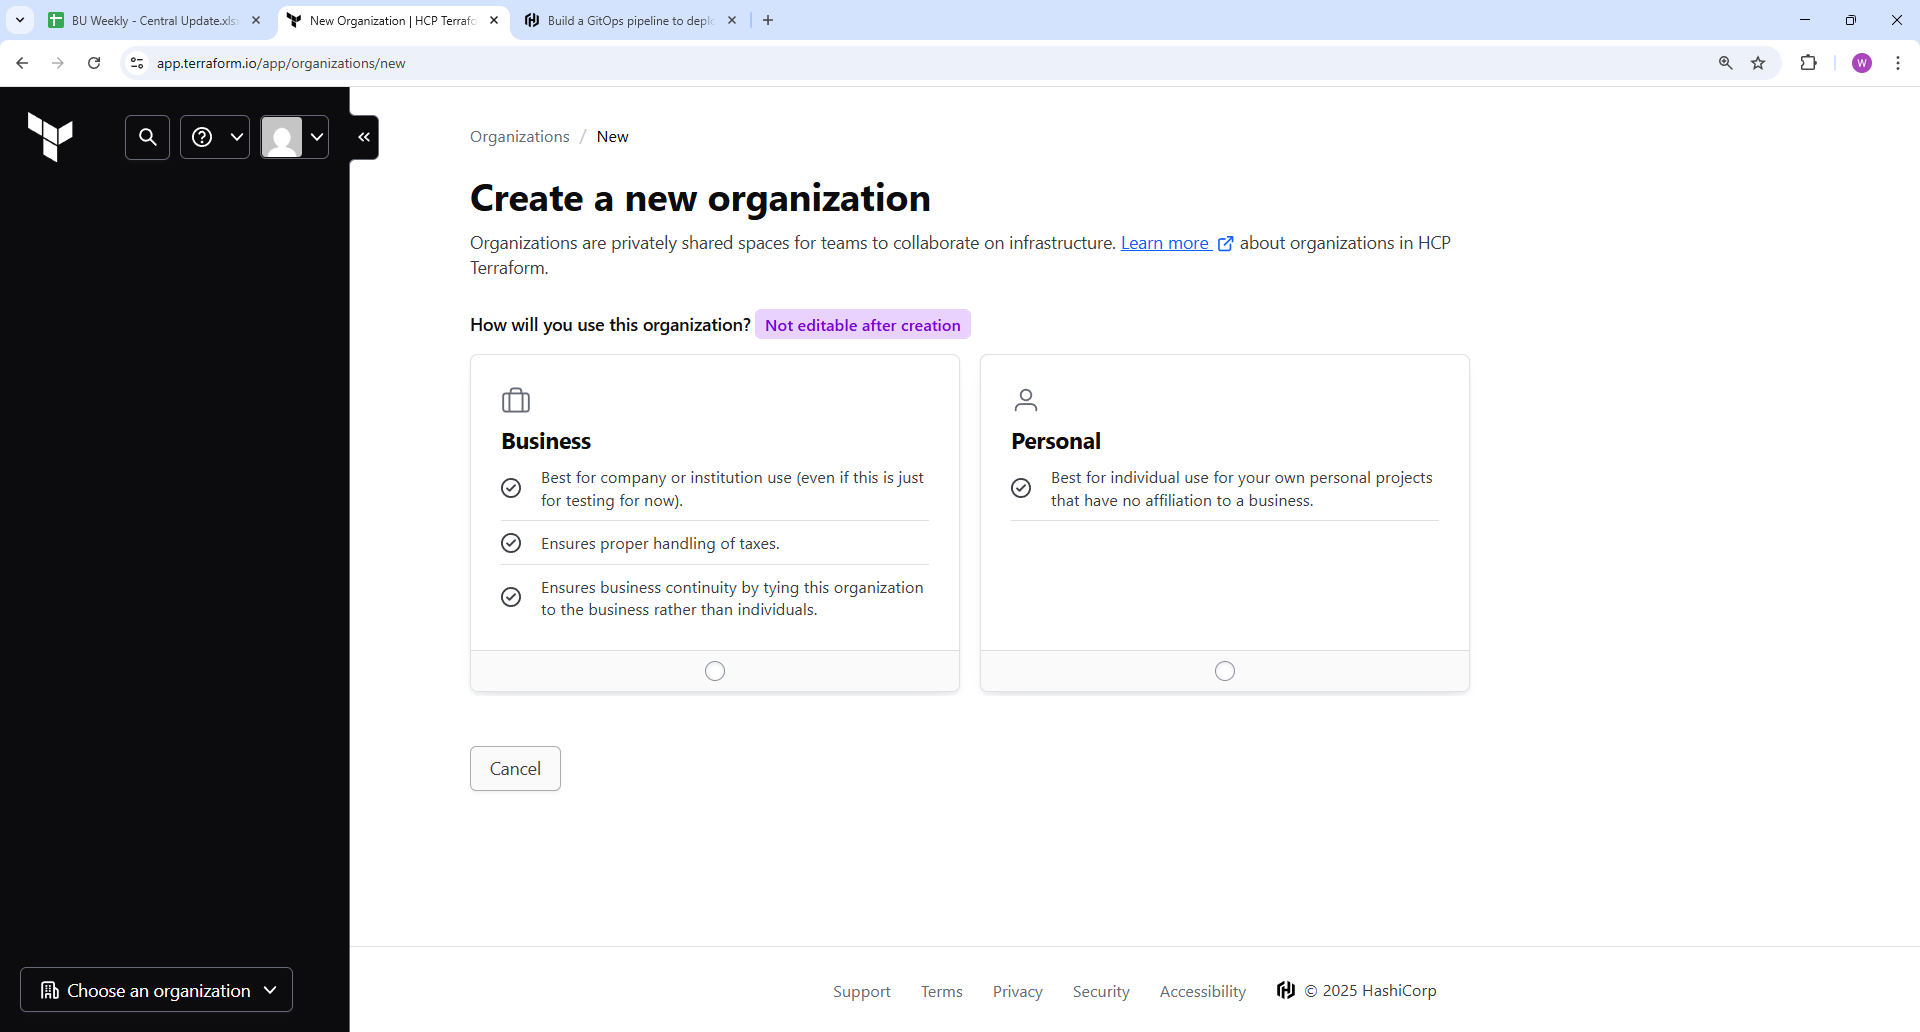 BU Weekly - Central Update.xls
New Organization | HCP Terrafo
Build a GitOps pipeline to deplo
app.terraform.io/app/organizations/new
W
Organizations / New
Create a new organization
Organizations are privately shared spaces for teams to collaborate on infrastructure. Learn more about organizations in HCP
Terraform.
How will you use this organization? Not editable after creation
Business
Best for company or institution use (even if this is just
for testing for now).
Ensures proper handling of taxes.
Ensures business continuity by tying this organization
to the business rather than individuals.
Personal
Best for individual use for your own personal projects
that have no affiliation to a business.
Cancel
Choose an organization
Support Terms Privacy Security Accessibility © 2025 HashiCorp